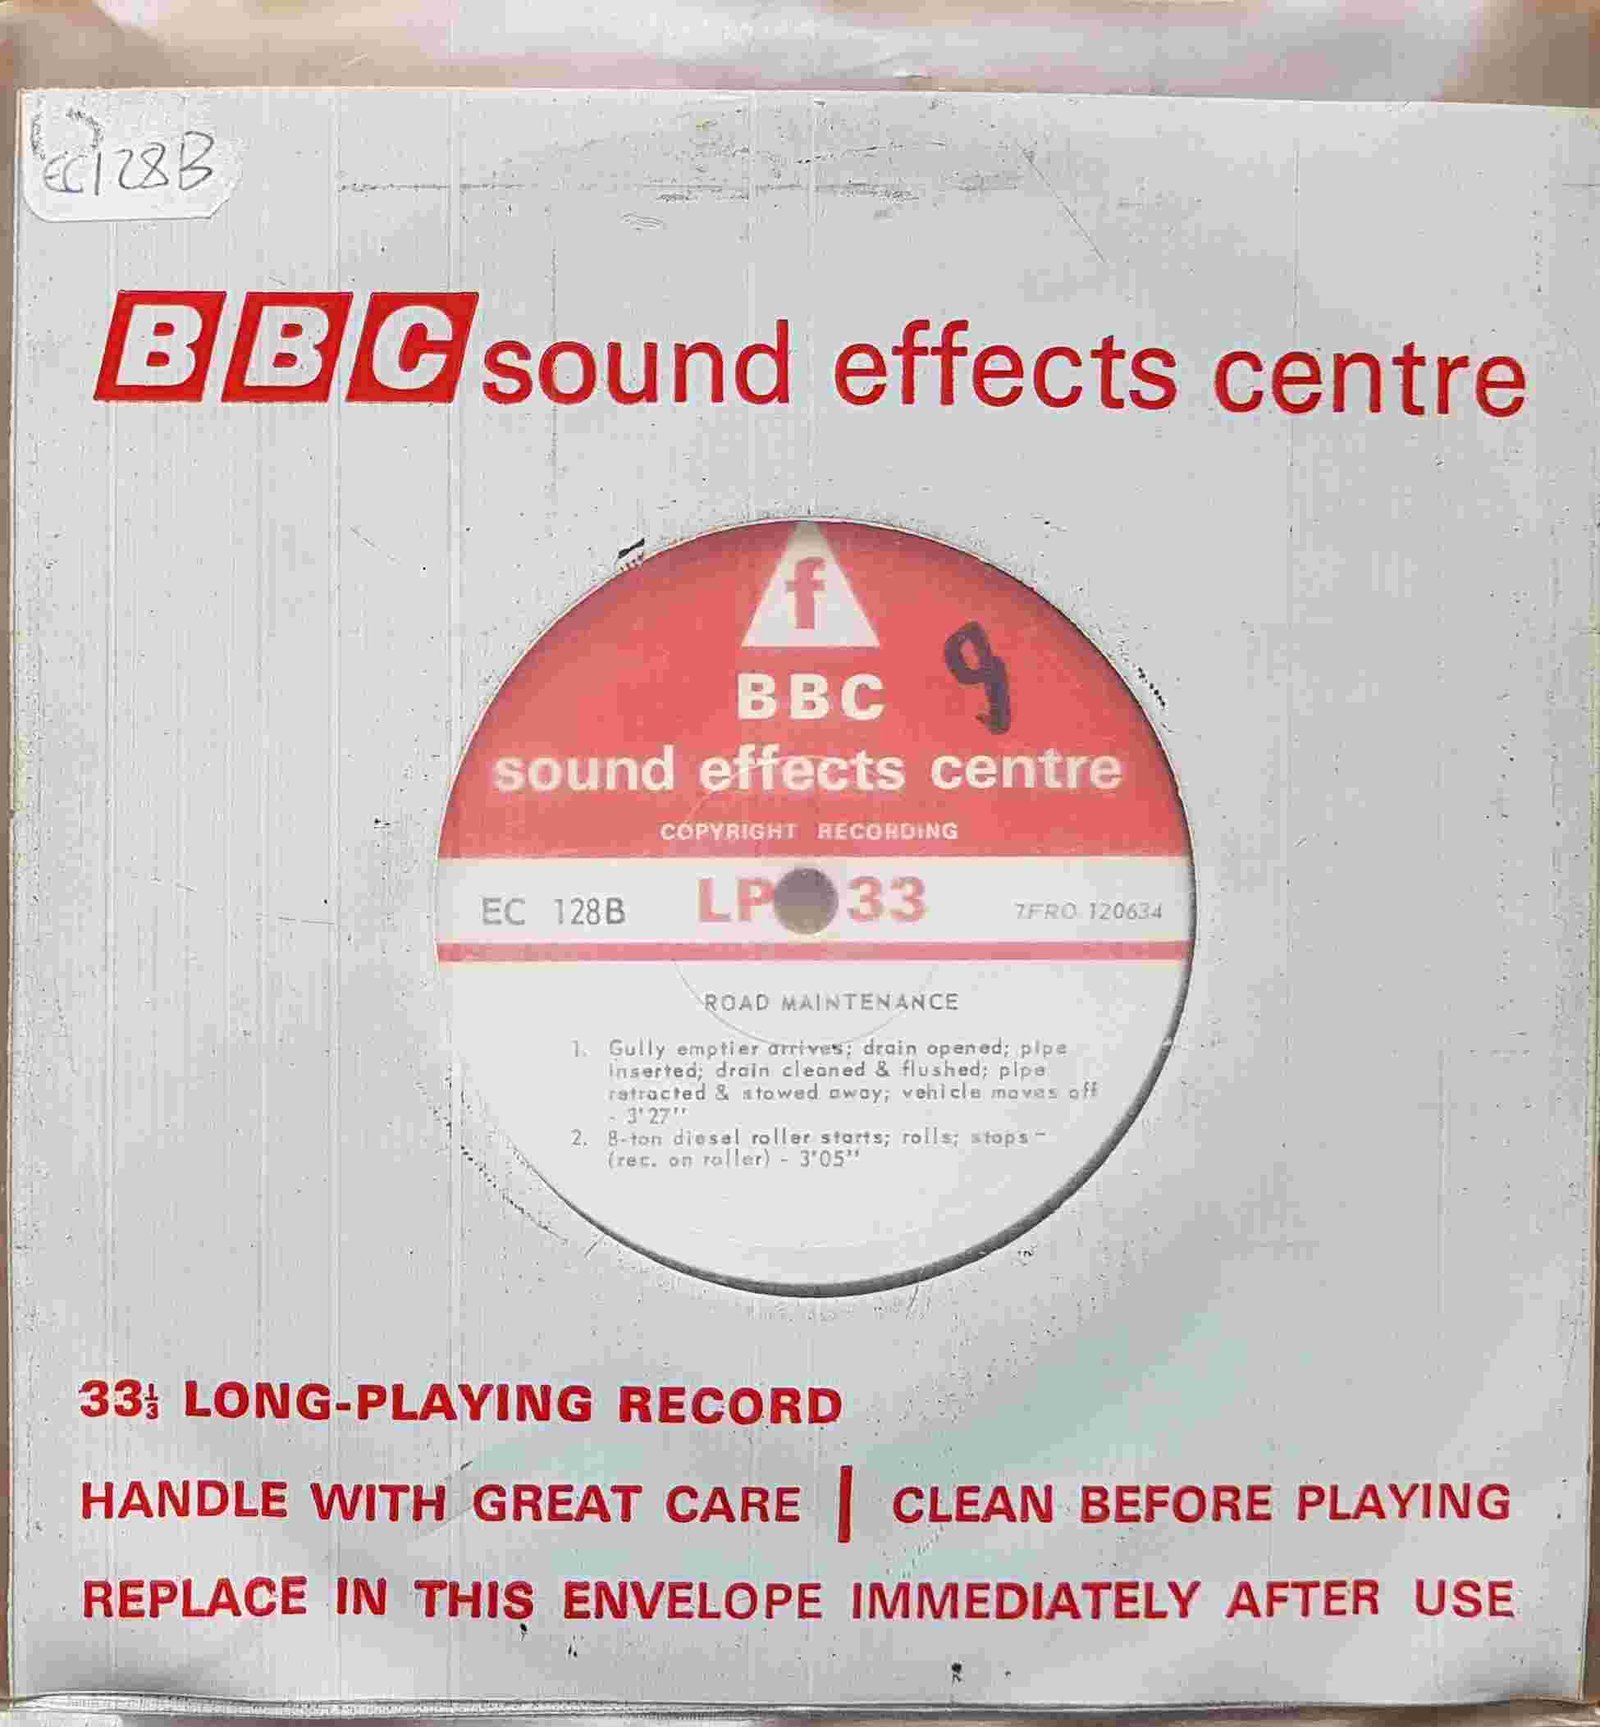 EC128B
BBC sound effects centre
f
BBC
9
sound effects centre
COPYRIGHT RECORDING
EC 128B LP 33 7FRO 120634
ROAD MAINTENANCE
1. Gully emptier arrives; drain opened; pipe
inserted; drain cleaned & flushed; pipe
retracted & stowed away; vehicle moves off
- 3'27"
2. 8-ton diesel roller starts; rolls; stops -
(rec. on roller) - 3'05"
33⅓ LONG-PLAYING RECORD
HANDLE WITH GREAT CARE | CLEAN BEFORE PLAYING
REPLACE IN THIS ENVELOPE IMMEDIATELY AFTER USE